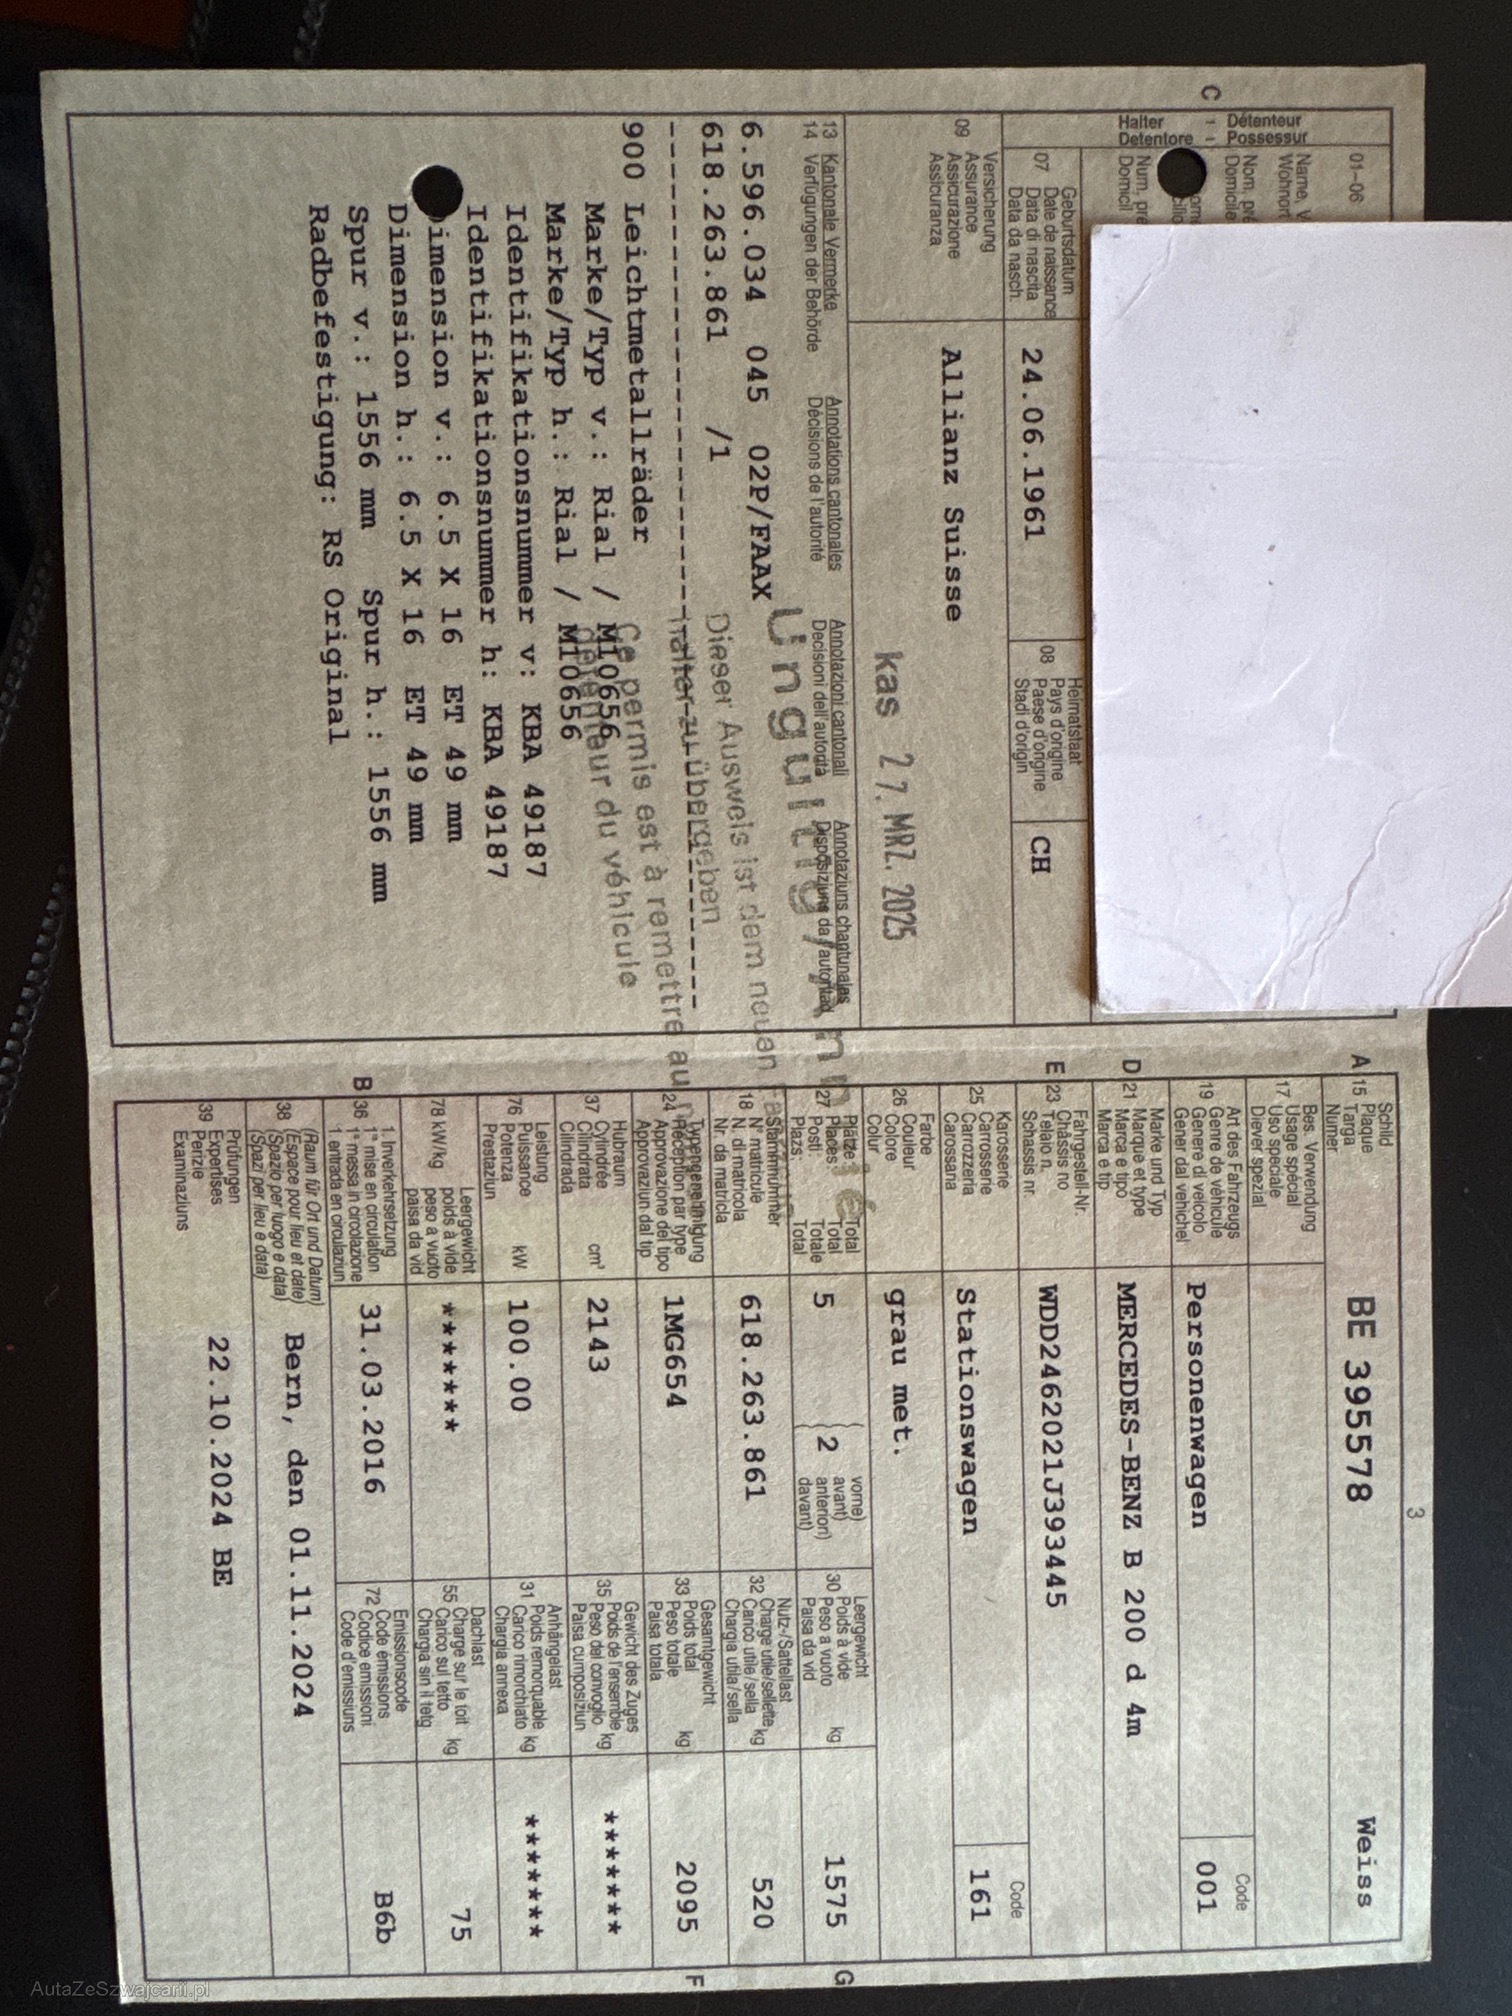 C
Halter - Détenteur
Detentore - Possessur
01–06
Name, V
Wohnort
Nom, pré
Domicile
Num, pre
Domicil
07
Geburtsdatum
Date de naissance
Data di nascita
Data da nasch.
24.06.1961
08
Heimatstaat
Pays d'origine
Paese d'origine
Stadi d'origin
CH
09
Versicherung
Assurance
Assicurazione
Assicuranza
Allianz Suisse
kas 27. MRZ. 2025
13 Kantonale Vermerke Annotations cantonales Annotazioni cantonali Annotaziuns chantunales
14 Verfügungen der Behörde Décisions de l'autorité Decisioni dell'autorità Disposiziuns da l'autoritad
Ungültig / Annulé
6.596.034 045 02P/FAAX
618.263.861 /1
Dieser Ausweis ist dem neuen
Halter zu übergeben
Ce permis est à remettre au
détenteur du véhicule
900 Leichtmetallräder
Marke/Typ v.: Rial / M10656
Marke/Typ h.: Rial / M10656
Identifikationsnummer v: KBA 49187
Identifikationsnummer h: KBA 49187
imension v.: 6.5 X 16 ET 49 mm
Dimension h.: 6.5 X 16 ET 49 mm
Spur v.: 1556 mm Spur h.: 1556 mm
Radbefestigung: RS Original
3
A
15
Schild
Plaque
Targa
Numer
BE 395578 Weiss
17
Bes. Verwendung
Usage spécial
Uso speciale
Diever spezial
19
Art des Fahrzeugs
Genre de véhicule
Genere di veicolo
Gener dal vehichel
Personenwagen
Code
001
D
21
Marke und Typ
Marque et type
Marca e tipo
Marca e tip
MERCEDES-BENZ B 200 d 4m
E
23
Fahrgestell-Nr.
Châssis no
Telaio n.
Schassis nr.
WDD2462021J393445
25
Karosserie
Carrosserie
Carrozzeria
Carossaria
Stationswagen
Code
161
26
Farbe
Couleur
Colore
Colur
grau met.
27
Plätze: Total
Places: Total
Posti: Totale
Plazs: Total
5
2
vorne)
avant)
anteriori)
davant)
30
Leergewicht
Poids à vide
Peso a vuoto
Paisa da vid
kg
1575
G
18
Stammnummer
N° matricule
N. di matricola
Nr. da matricla
618.263.861
32
Nutz-/Sattellast
Charge utile/sellette
Carico utile/sella
Chargia utila/sella
kg
520
24
Typengenehmigung
Réception par type
Approvazione del tipo
Approvaziun dal tip
1MG654
33
Gesamtgewicht
Poids total
Peso totale
Paisa totala
kg
2095
F
37
Hubraum
Cylindrée
Cilindrata
Cilindrada
cm³
2143
35
Gewicht des Zuges
Poids de l'ensemble
Peso del convoglio
Paisa cumposiziun
kg
*******
76
Leistung
Puissance
Potenza
Prestaziun
kW
100.00
31
Anhängelast
Poids remorquable
Carico rimorchiato
Chargia annexa
kg
*******
78 kW/kg
Leergewicht
poids à vide
peso a vuoto
paisa da vid
*******
55
Dachlast
Charge sur le toit
Carico sul tetto
Chargia sin il tetg
kg
75
B
36
1. Inverkehrsetzung
1re mise en circulation
1a messa in circolazione
1. entrada en circulaziun
31.03.2016
72
Emissionscode
Code émissions
Codice emissioni
Code d'emissiuns
B6b
38
(Raum für Ort und Datum)
(Espace pour lieu et date)
(Spazio per luogo e data)
(Spazi per lieu e data)
Bern, den 01.11.2024
39
Prüfungen
Expertises
Perizie
Examinaziuns
22.10.2024 BE
AutaZeSzwajcarii.pl